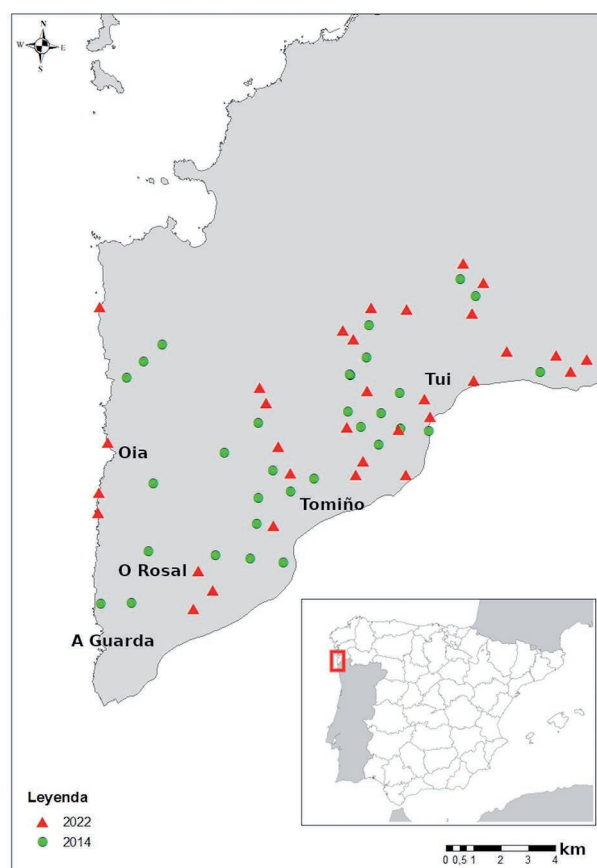 N
W E
S
Tui
Oia
Tomiño
O Rosal
A Guarda
Leyenda
2022
2014
km
0 0,5 1 2 3 4